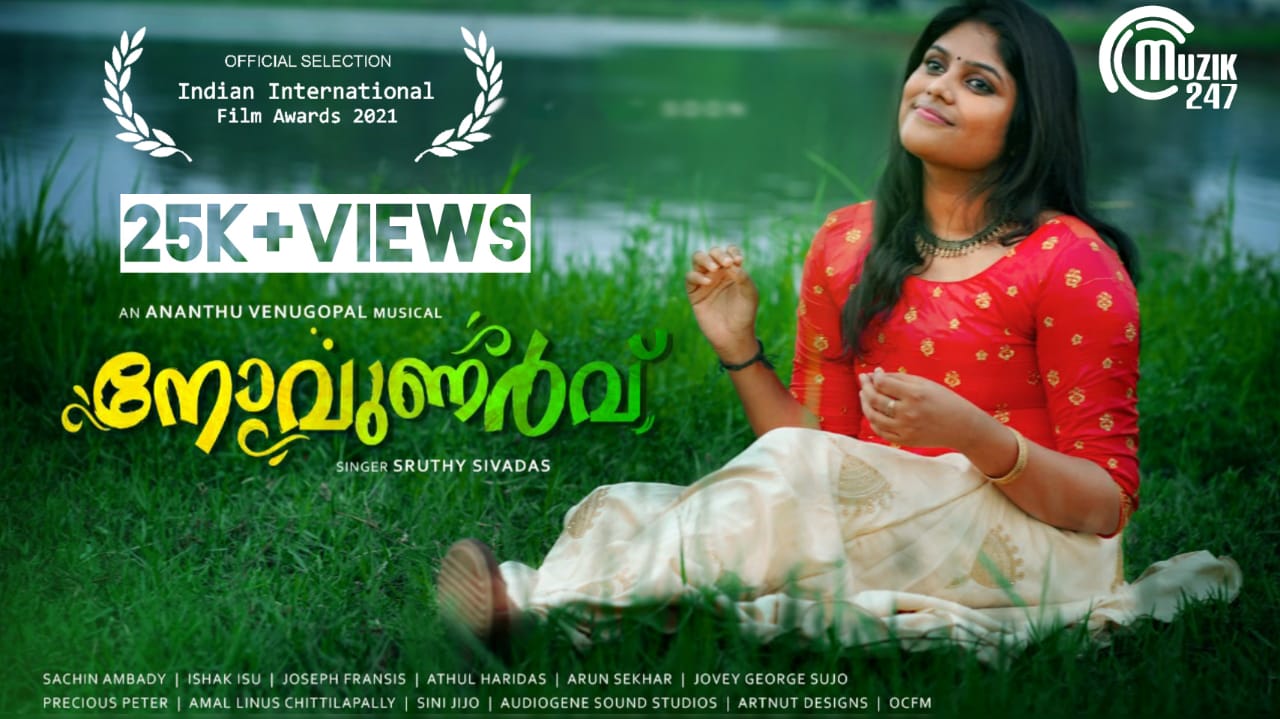 OFFICIAL SELECTION
Indian International
Film Awards 2021
MUZIK
247
SOON
25K+VIEWS
AN ANANTHU VENUGOPAL MUSICAL
നോവുണർവ്
SINGER SRUTHY SIVADAS
SACHIN AMBADY | ISHAK ISU | JOSEPH FRANSIS | ATHUL HARIDAS | ARUN SEKHAR | JOVEY GEORGE SUJO
PRECIOUS PETER | AMAL LINUS CHITTILAPALLY | SINI JIJO | AUDIOGENE SOUND STUDIOS | ARTNUT DESIGNS | OCFM